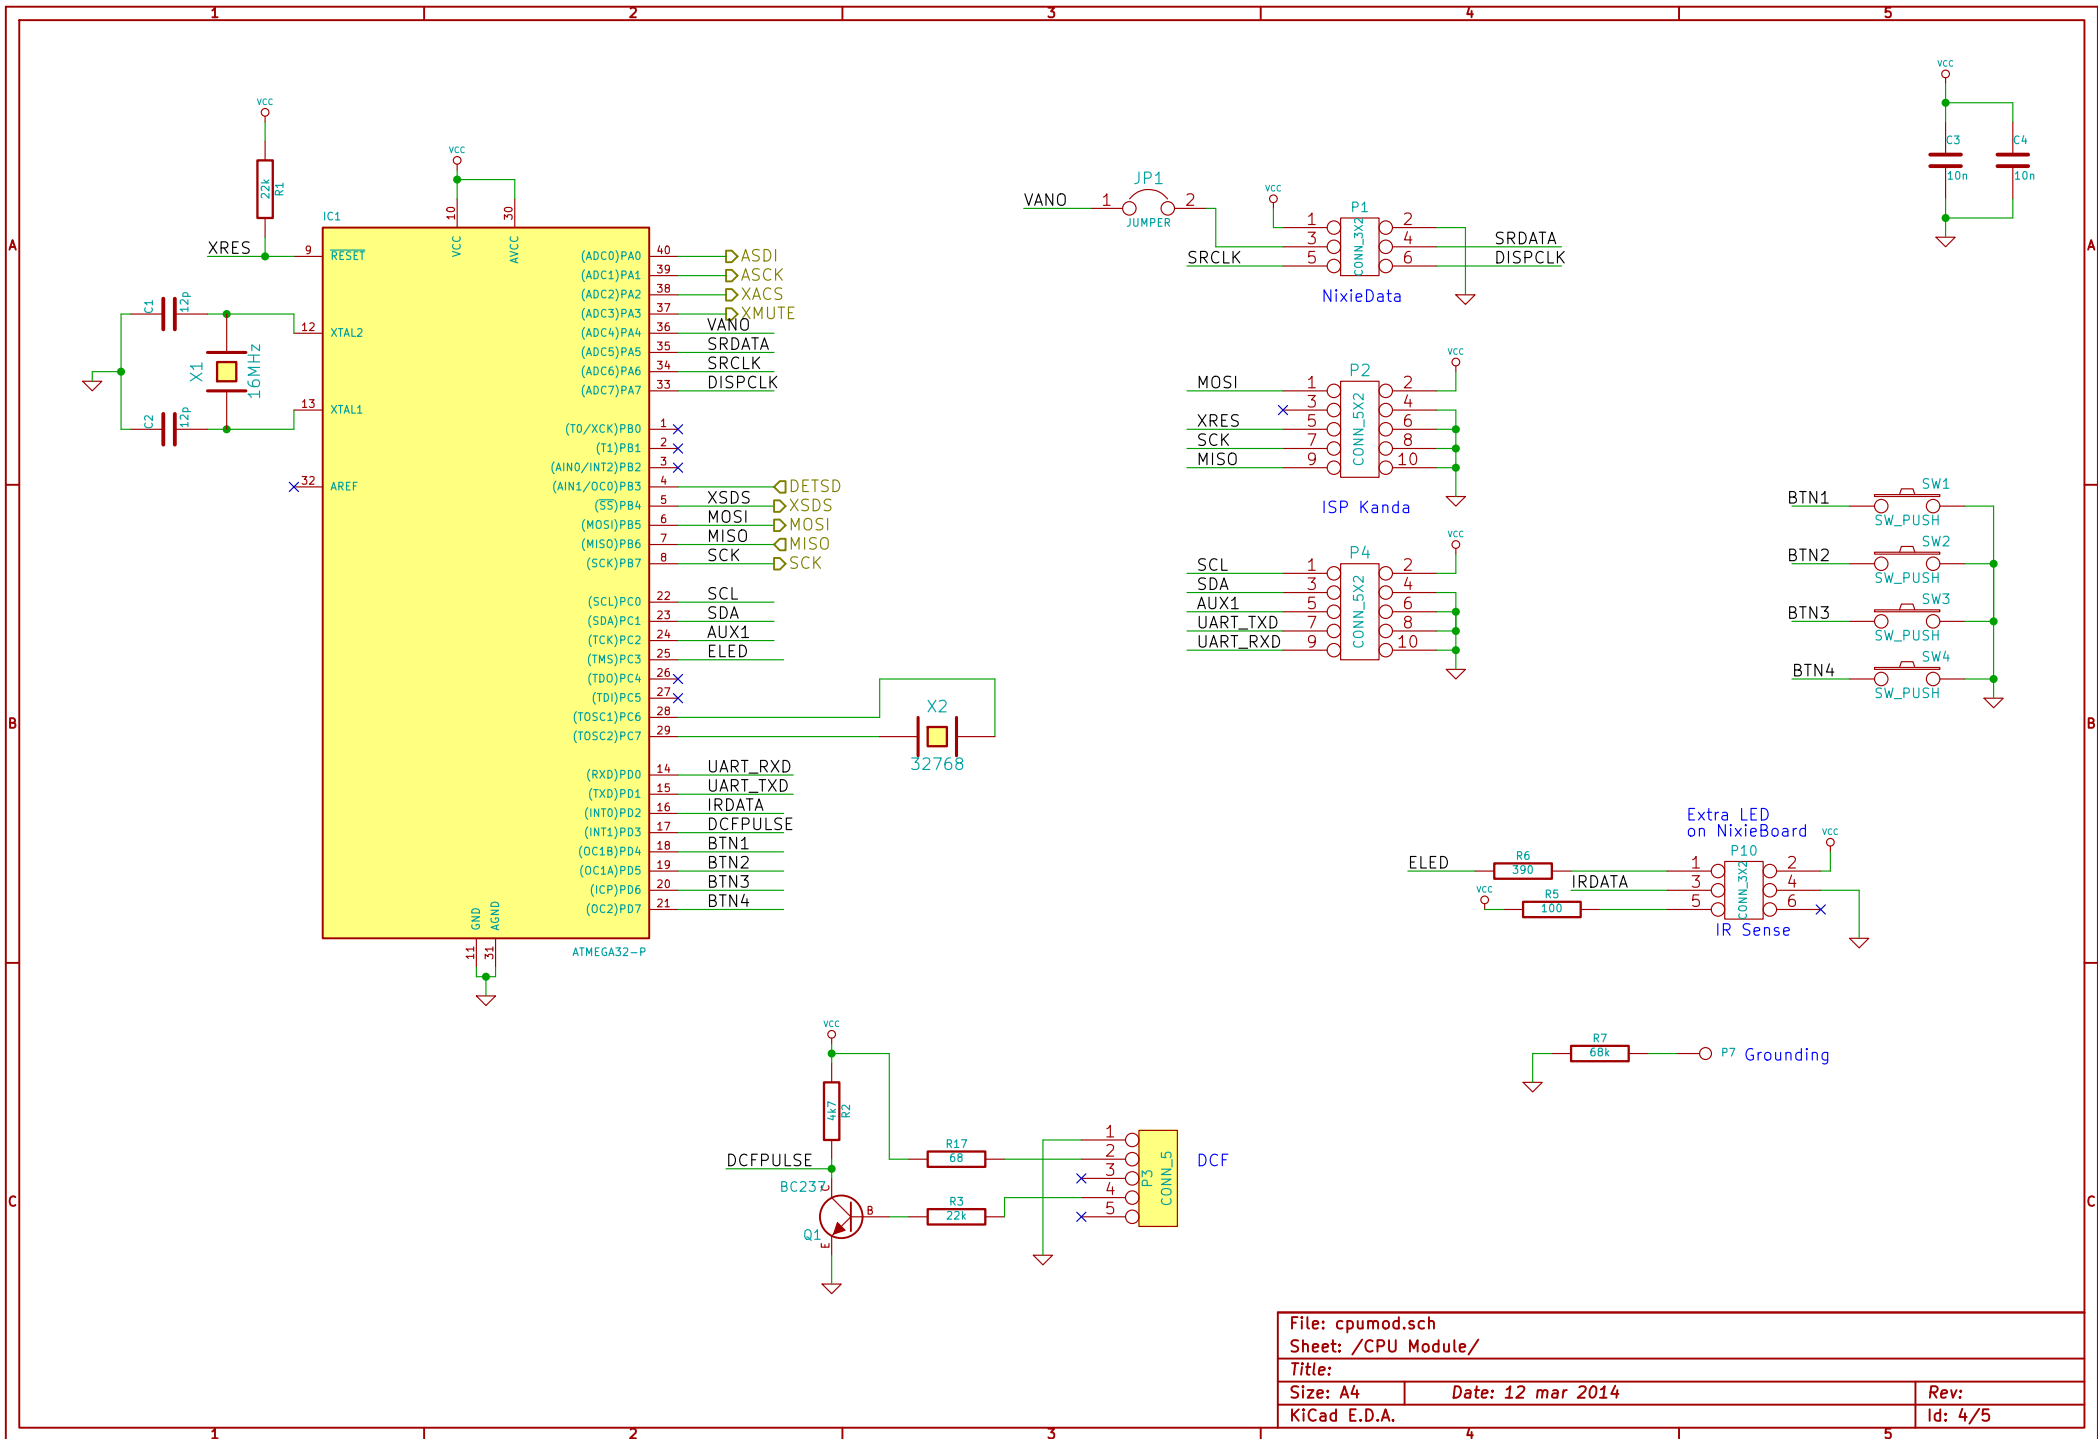 1 2 3 4 5
A
B
C
A
B
C
VCC
22k
R1
XRES
C1
12p
X1
16MHz
C2
12p
VCC
IC1
10
30
VCC
AVCC
9 RESET
12 XTAL2
13 XTAL1
32 AREF
(ADC0)PA0 40 ASDI
(ADC1)PA1 39 ASCK
(ADC2)PA2 38 XACS
(ADC3)PA3 37 XMUTE
(ADC4)PA4 36 VANO
(ADC5)PA5 35 SRDATA
(ADC6)PA6 34 SRCLK
(ADC7)PA7 33 DISPCLK
(T0/XCK)PB0 1
(T1)PB1 2
(AIN0/INT2)PB2 3
(AIN1/OC0)PB3 4 DETSD
(SS)PB4 5 XSDS XSDS
(MOSI)PB5 6 MOSI MOSI
(MISO)PB6 7 MISO MISO
(SCK)PB7 8 SCK SCK
(SCL)PC0 22 SCL
(SDA)PC1 23 SDA
(TCK)PC2 24 AUX1
(TMS)PC3 25 ELED
(TDO)PC4 26
(TDI)PC5 27
(TOSC1)PC6 28
(TOSC2)PC7 29
X2
32768
(RXD)PD0 14 UART_RXD
(TXD)PD1 15 UART_TXD
(INT0)PD2 16 IRDATA
(INT1)PD3 17 DCFPULSE
(OC1B)PD4 18 BTN1
(OC1A)PD5 19 BTN2
(ICP)PD6 20 BTN3
(OC2)PD7 21 BTN4
GND
AGND
11
31
ATMEGA32-P
VANO 1 JP1 2
JUMPER
VCC
P1
CONN_3X2
1 2
3 4 SRDATA
SRCLK 5 6 DISPCLK
NixieData
VCC
P2
CONN_5X2
MOSI 1 2
3 4
XRES 5 6
SCK 7 8
MISO 9 10
ISP Kanda
VCC
P4
CONN_5X2
SCL 1 2
SDA 3 4
AUX1 5 6
UART_TXD 7 8
UART_RXD 9 10
VCC
C3
10n
C4
10n
BTN1 SW1
SW_PUSH
BTN2 SW2
SW_PUSH
BTN3 SW3
SW_PUSH
BTN4 SW4
SW_PUSH
Extra LED
on NixieBoard
VCC
P10
CONN_3X2
ELED R6 390 1 2
IRDATA 3 4
VCC R5 100 5 6
IR Sense
R7
68k
P7 Grounding
VCC
4k7
R2
DCFPULSE
BC237
C
B
E
Q1
R17
68
R3
22k
1
2
3
4
5
P3
CONN_5
DCF
File: cpumod.sch
Sheet: /CPU Module/
Title:
Size: A4 Date: 12 mar 2014 Rev:
KiCad E.D.A. Id: 4/5
1 2 3 4 5